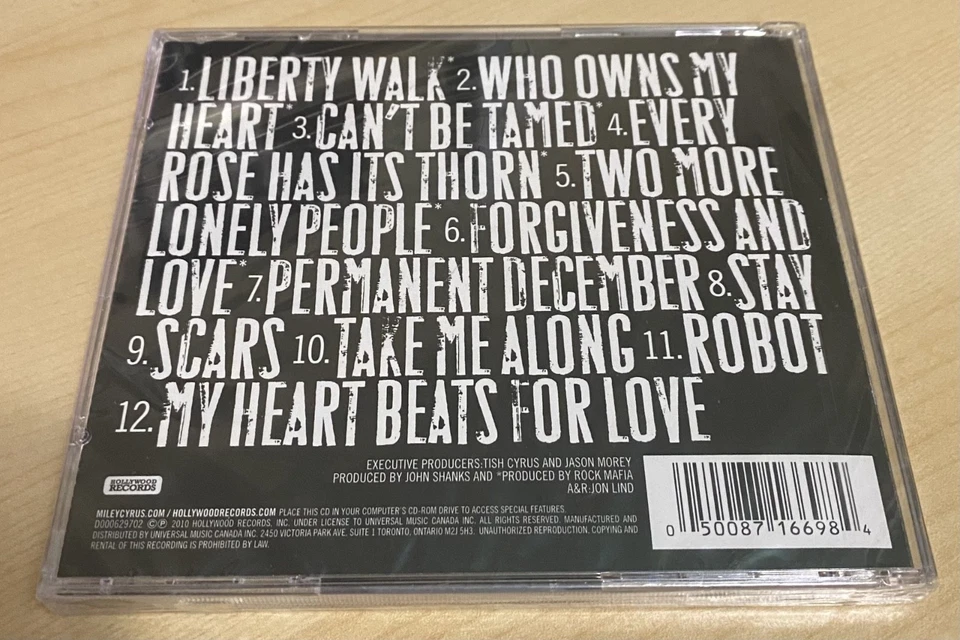 1.LIBERTY WALK* 2.WHO OWNS MY
HEART* 3.CAN'T BE TAMED* 4.EVERY
ROSE HAS ITS THORN* 5.TWO MORE
LONELY PEOPLE* 6.FORGIVENESS AND
LOVE* 7.PERMANENT DECEMBER 8.STAY
9.SCARS 10.TAKE ME ALONG 11.ROBOT
12.MY HEART BEATS FOR LOVE
EXECUTIVE PRODUCERS:TISH CYRUS AND JASON MOREY
PRODUCED BY JOHN SHANKS AND *PRODUCED BY ROCK MAFIA
A&R:JON LIND
HOLLYWOOD
RECORDS
MILEYCYRUS.COM / HOLLYWOODRECORDS.COM PLACE THIS CD IN YOUR COMPUTER'S CD-ROM DRIVE TO ACCESS SPECIAL FEATURES.
D000629702 ©℗ 2010 HOLLYWOOD RECORDS, INC. UNDER LICENSE TO UNIVERSAL MUSIC CANADA INC. ALL RIGHTS RESERVED. MANUFACTURED AND
DISTRIBUTED BY UNIVERSAL MUSIC CANADA INC. 2450 VICTORIA PARK AVE. SUITE 1 TORONTO, ONTARIO M2J 5H3. UNAUTHORIZED REPRODUCTION, COPYING AND
RENTAL OF THIS RECORDING IS PROHIBITED BY LAW.
0 50087 16698 4